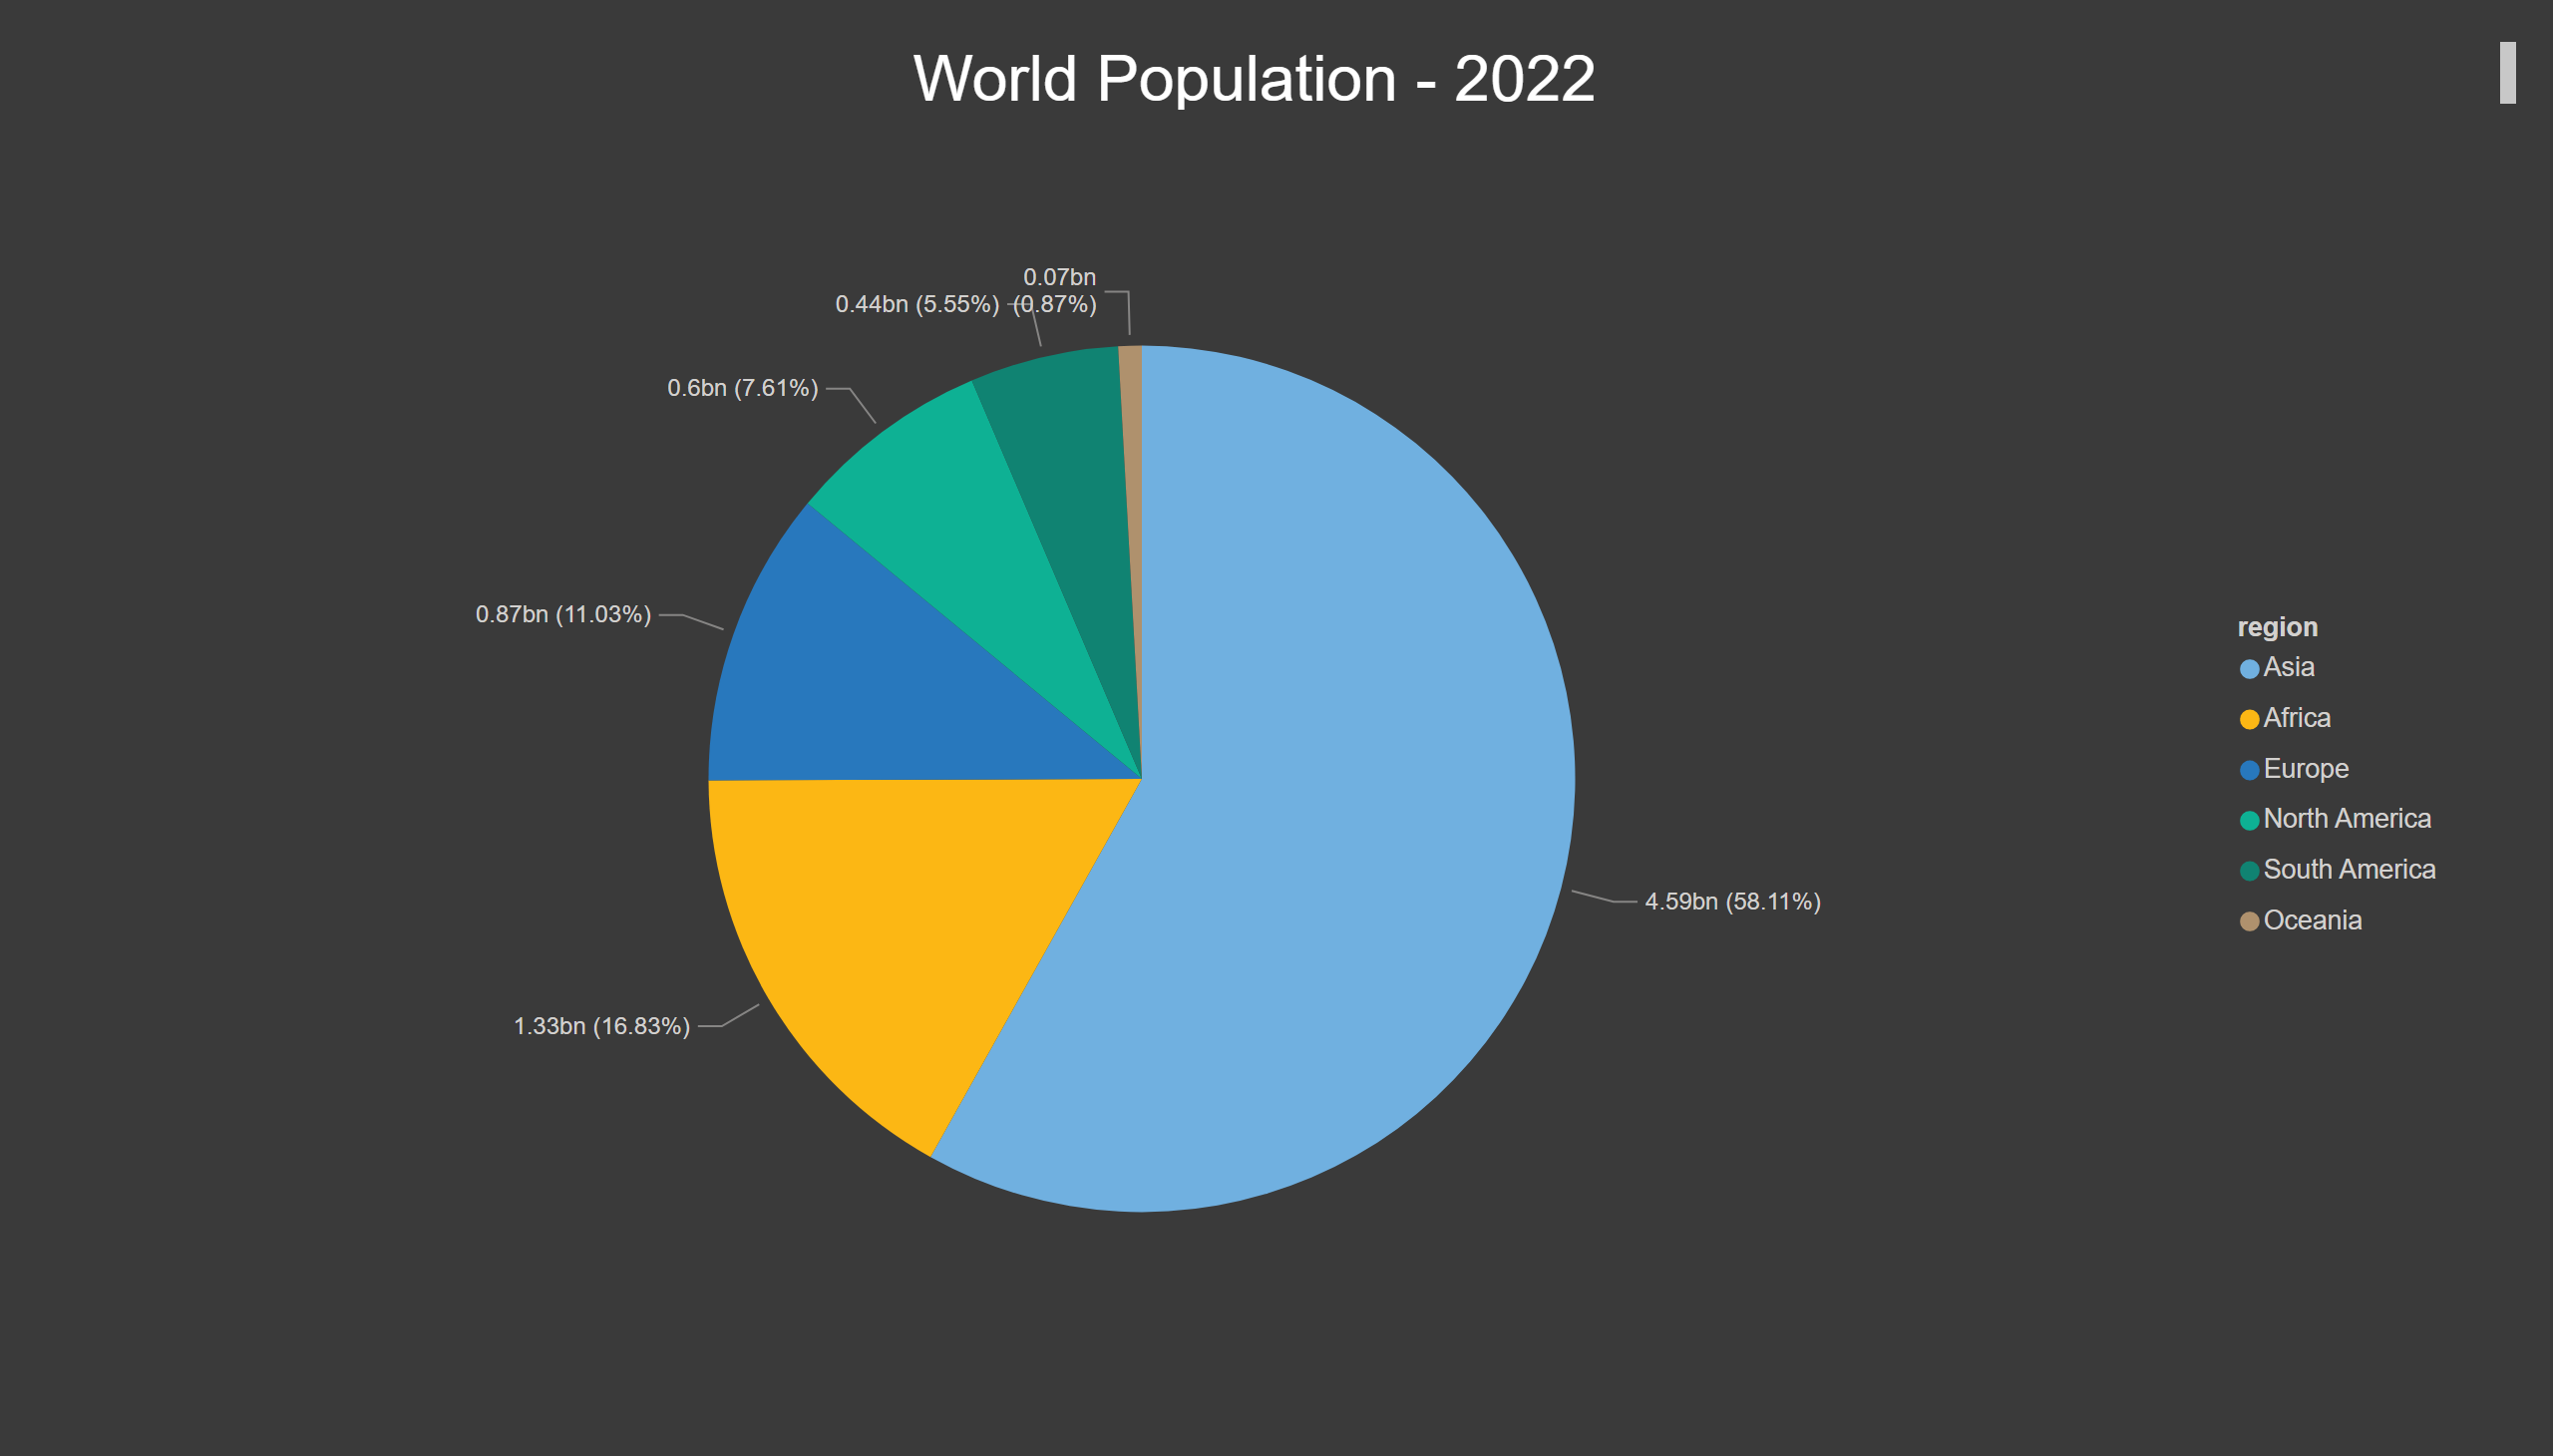 World Population - 2022
0.07bn
(0.87%)
0.44bn (5.55%)
0.6bn (7.61%)
0.87bn (11.03%)
1.33bn (16.83%)
4.59bn (58.11%)
region
Asia
Africa
Europe
North America
South America
Oceania